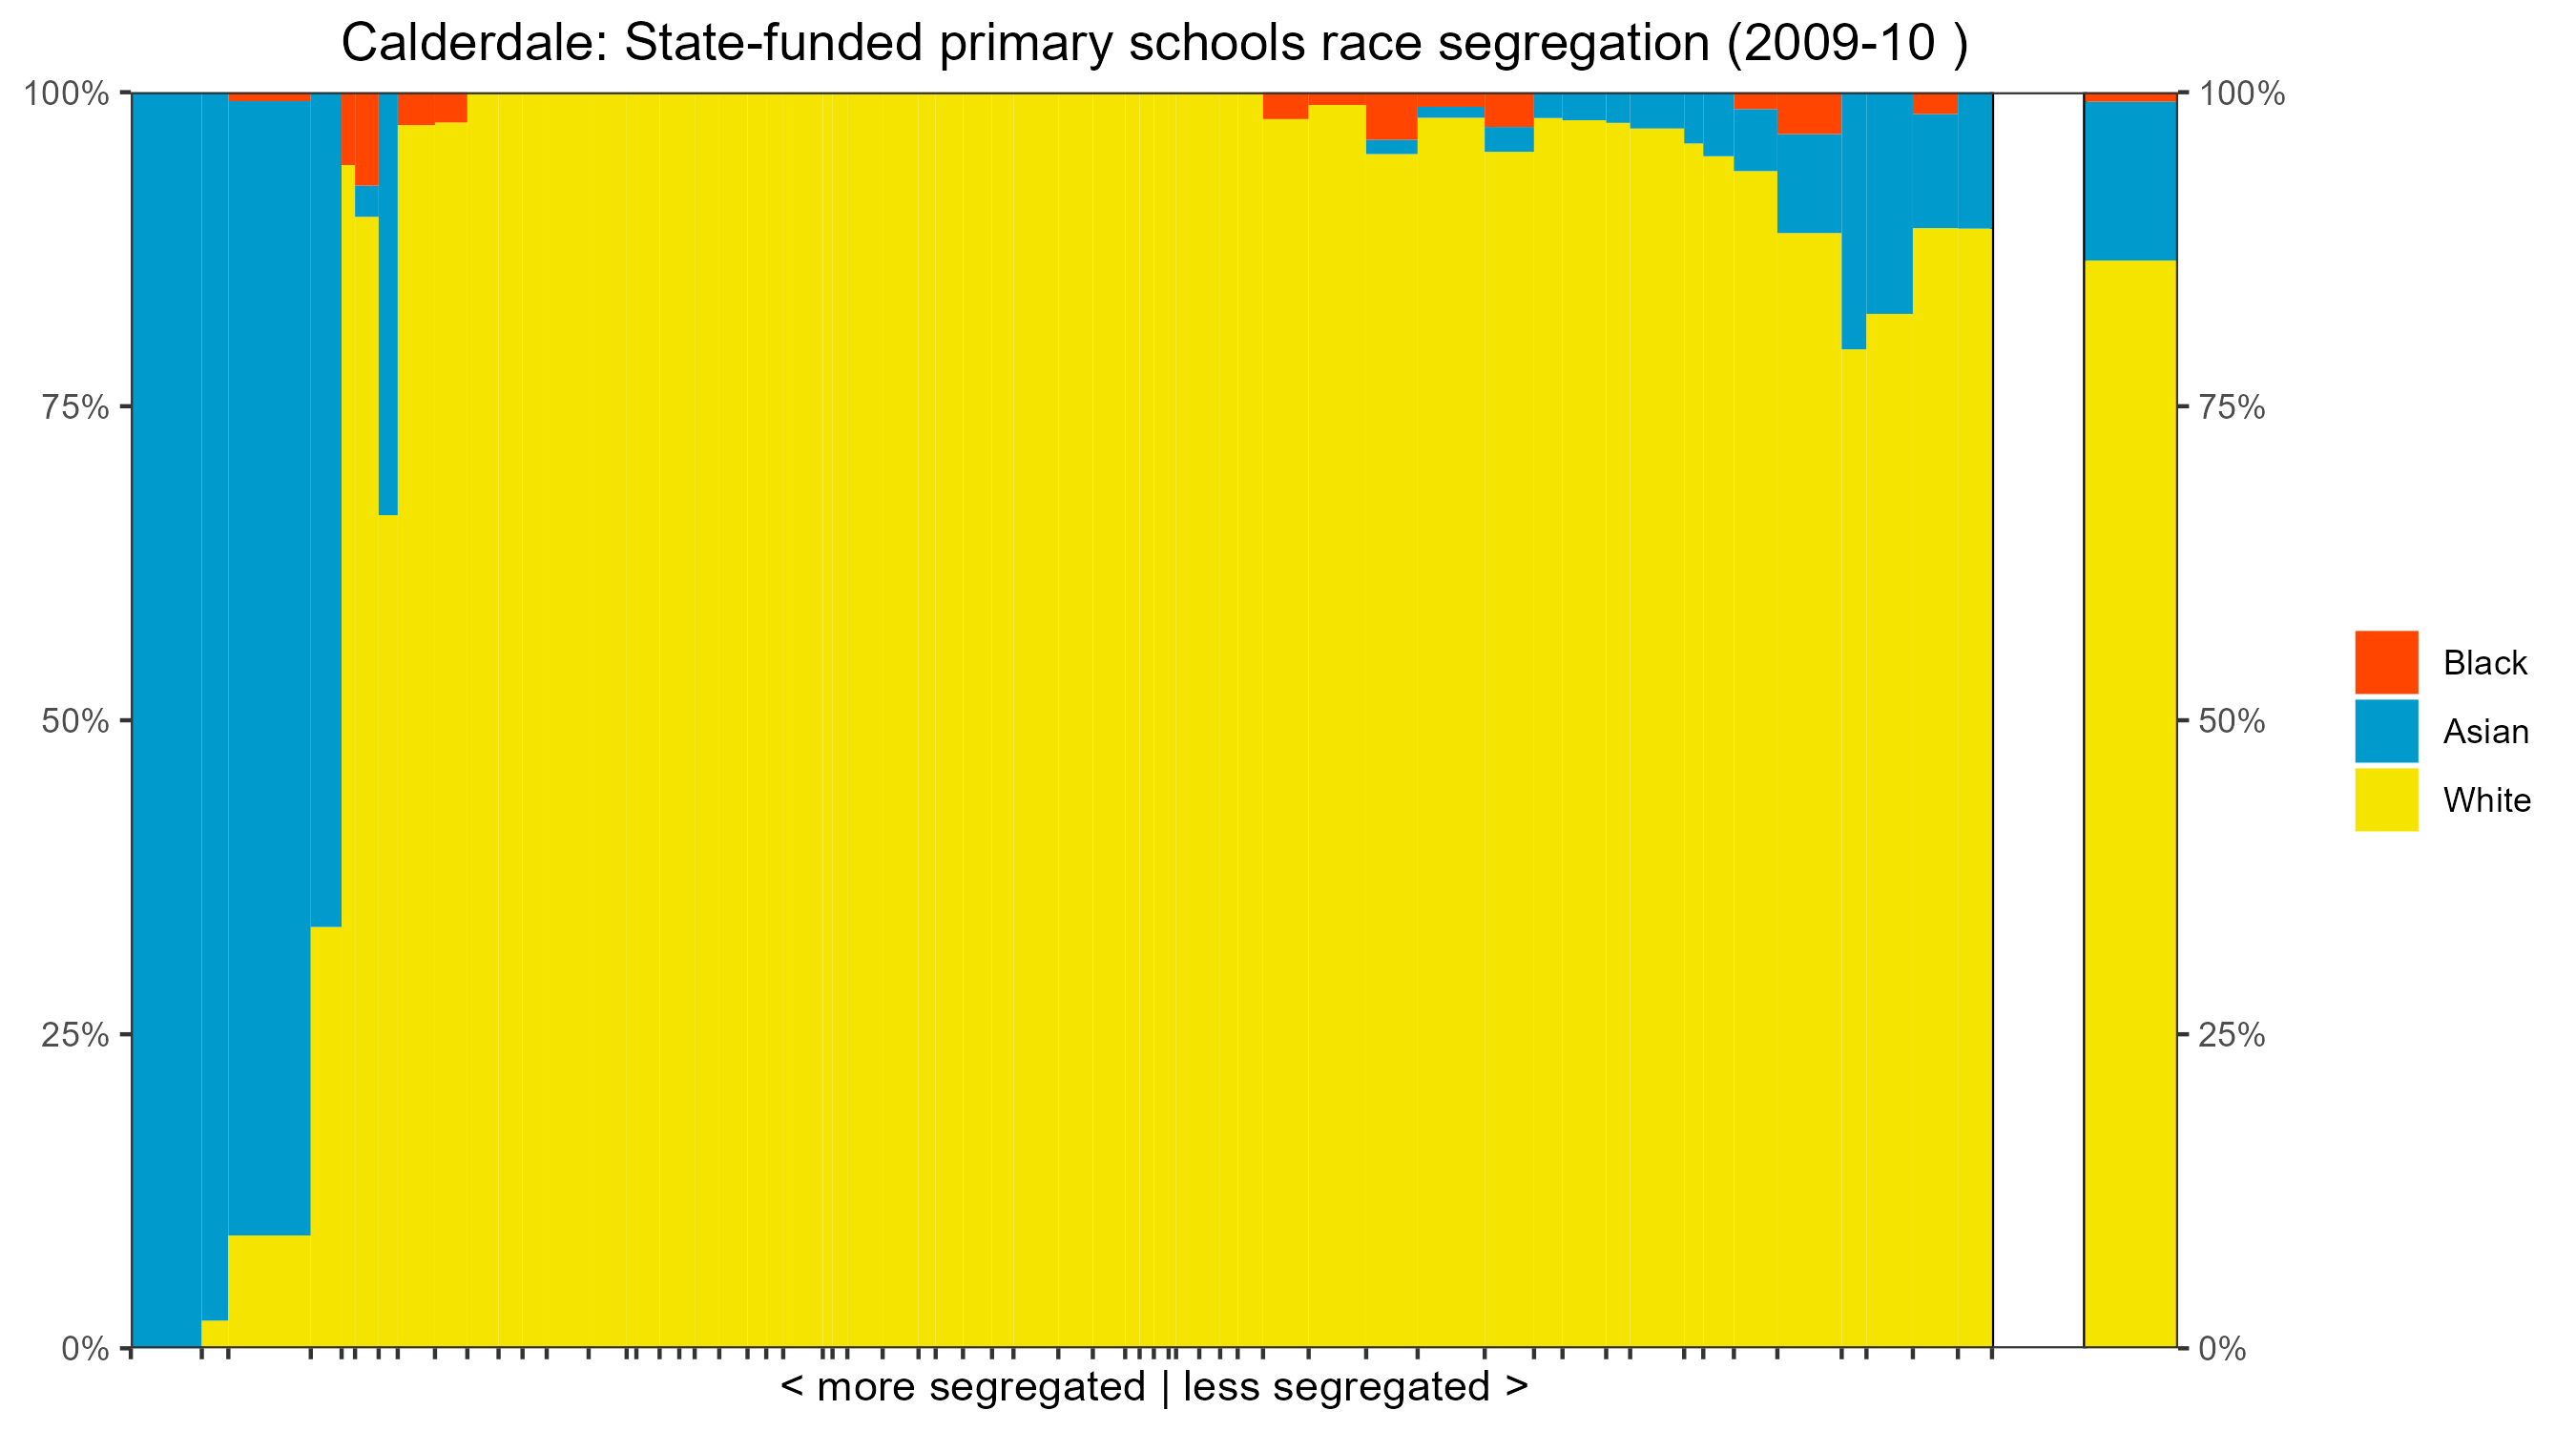 Calderdale: State-funded primary schools race segregation (2009-10 )
100%
75%
50%
25%
0%
100%
75%
50%
25%
0%
Black
Asian
White
< more segregated | less segregated >